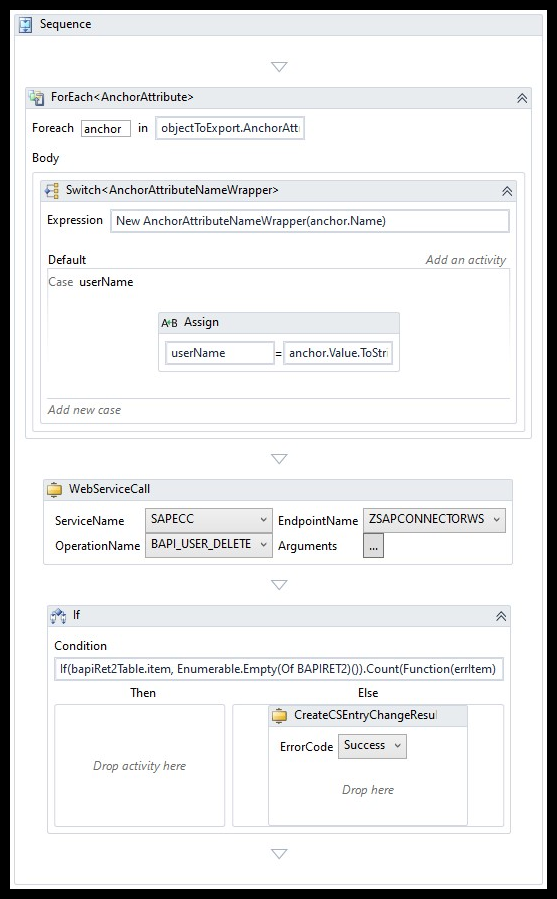 Sequence
ForEach<AnchorAttribute>
Foreach anchor in objectToExport.AnchorAtt
Body
Switch<AnchorAttributeNameWrapper>
Expression New AnchorAttributeNameWrapper(anchor.Name)
Default Add an activity
Case userName
A+B Assign
userName = anchor.Value.ToStri
Add new case
WebServiceCall
ServiceName SAPECC EndpointName ZSAPCONNECTORWS
OperationName BAPI_USER_DELETE Arguments ...
If
Condition
If(bapiRet2Table.item, Enumerable.Empty(Of BAPIRET2)()).Count(Function(errItem)
Then Else
CreateCSEntryChangeResul
ErrorCode Success
Drop activity here
Drop here